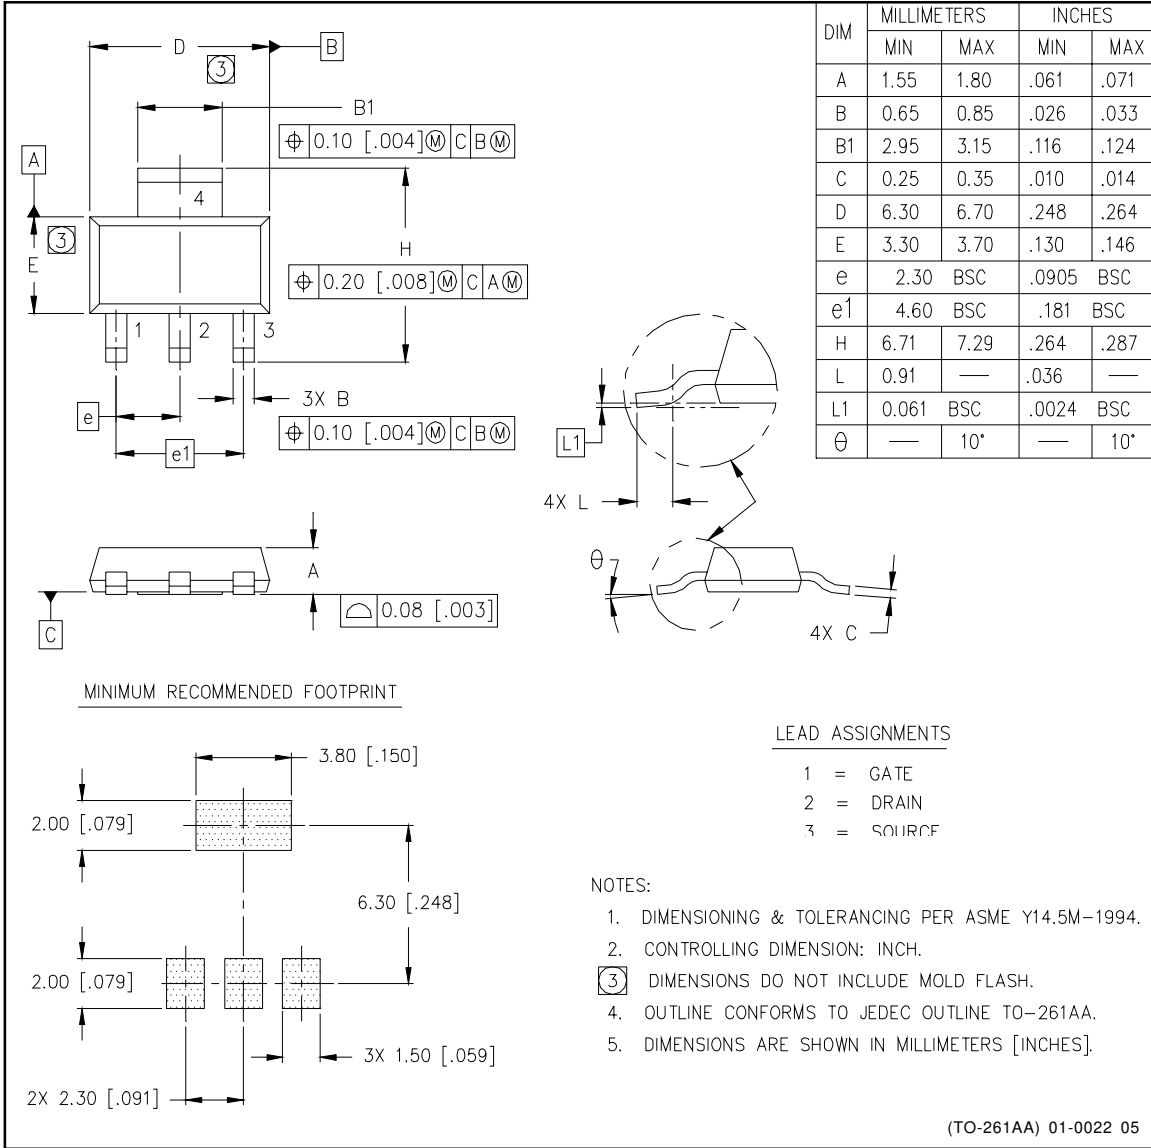 D
B
3
B1
⌖ 0.10 [.004]Ⓜ C BⓂ
A
4
3
E
H
⌖ 0.20 [.008]Ⓜ C AⓂ
1 2 3
3X B
e
⌖ 0.10 [.004]Ⓜ C BⓂ
e1
DIM MILLIMETERS INCHES
MIN MAX MIN MAX
A 1.55 1.80 .061 .071
B 0.65 0.85 .026 .033
B1 2.95 3.15 .116 .124
C 0.25 0.35 .010 .014
D 6.30 6.70 .248 .264
E 3.30 3.70 .130 .146
e 2.30 BSC .0905 BSC
e1 4.60 BSC .181 BSC
H 6.71 7.29 .264 .287
L 0.91 — .036 —
L1 0.061 BSC .0024 BSC
θ — 10° — 10°
L1
4X L
A
⌓ 0.08 [.003]
C
θ
4X C
MINIMUM RECOMMENDED FOOTPRINT
3.80 [.150]
2.00 [.079]
6.30 [.248]
2.00 [.079]
3X 1.50 [.059]
2X 2.30 [.091]
LEAD ASSIGNMENTS
1 = GATE
2 = DRAIN
3 = SOURCE
NOTES:
1. DIMENSIONING & TOLERANCING PER ASME Y14.5M-1994.
2. CONTROLLING DIMENSION: INCH.
3 DIMENSIONS DO NOT INCLUDE MOLD FLASH.
4. OUTLINE CONFORMS TO JEDEC OUTLINE TO-261AA.
5. DIMENSIONS ARE SHOWN IN MILLIMETERS [INCHES].
(TO-261AA) 01-0022 05